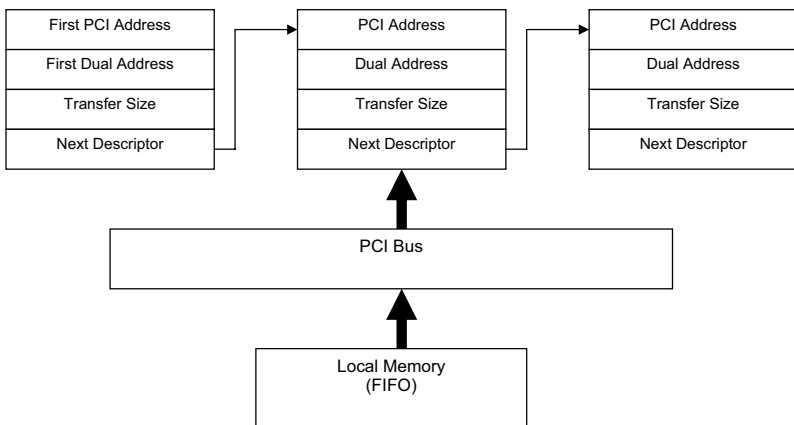 First PCI Address
First Dual Address
Transfer Size
Next Descriptor
PCI Address
Dual Address
Transfer Size
Next Descriptor
PCI Address
Dual Address
Transfer Size
Next Descriptor
PCI Bus
Local Memory
(FIFO)